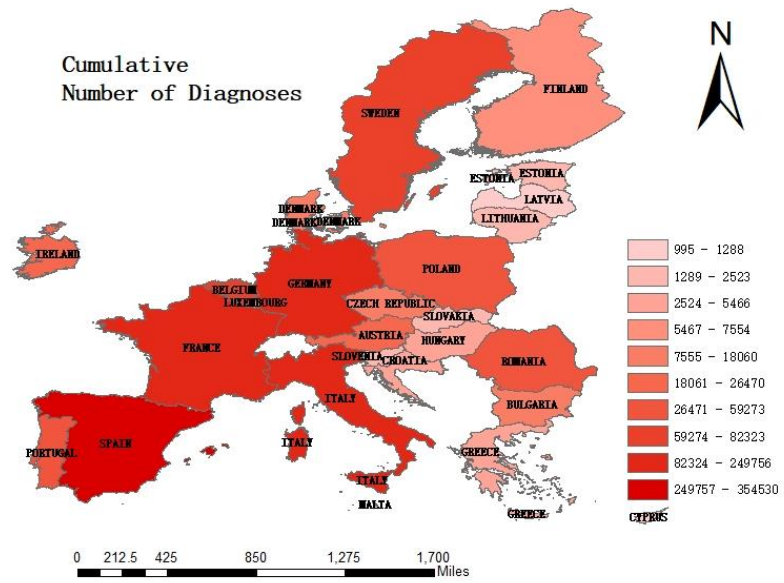 Cumulative
Number of Diagnoses
N
FINLAND
SWEDEN
ESTONIA
ESTONIA
LATVIA
LITHUANIA
DENMARK
DENMARK
DENMARK
IRELAND
BELGIUM
LUXEMBOURG
GERMANY
POLAND
CZECH REPUBLIC
SLOVAKIA
AUSTRIA
HUNGARY
FRANCE
SLOVENIA
CROATIA
ROMANIA
ITALY
BULGARIA
PORTUGAL
SPAIN
ITALY
GREECE
ITALY
MALTA
GREECE
995 - 1288
1289 - 2523
2524 - 5466
5467 - 7554
7555 - 18060
18061 - 26470
26471 - 59273
59274 - 82323
82324 - 249756
249757 - 354530
CYPRUS
0 212.5 425 850 1,275 1,700
Miles